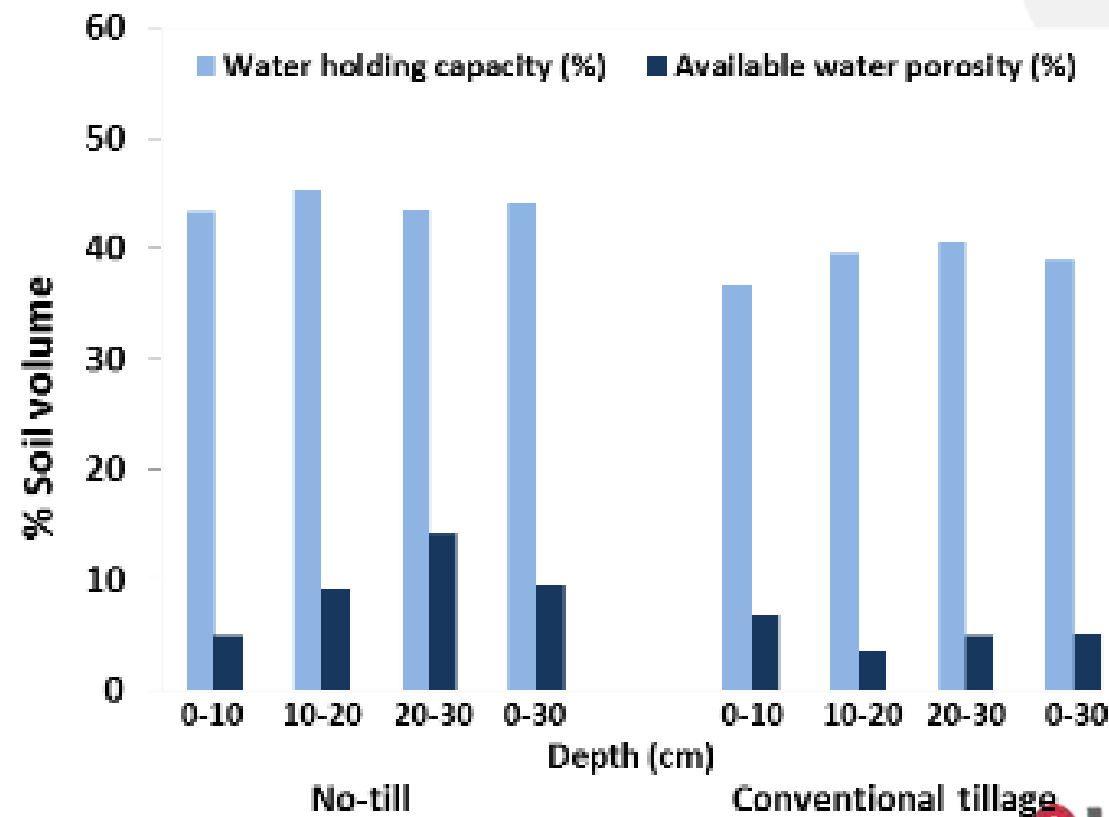 60
Water holding capacity (%) Available water porosity (%)
50
40
30
20
10
0
% Soil volume
0-10 10-20 20-30 0-30 0-10 10-20 20-30 0-30
Depth (cm)
No-till Conventional tillage